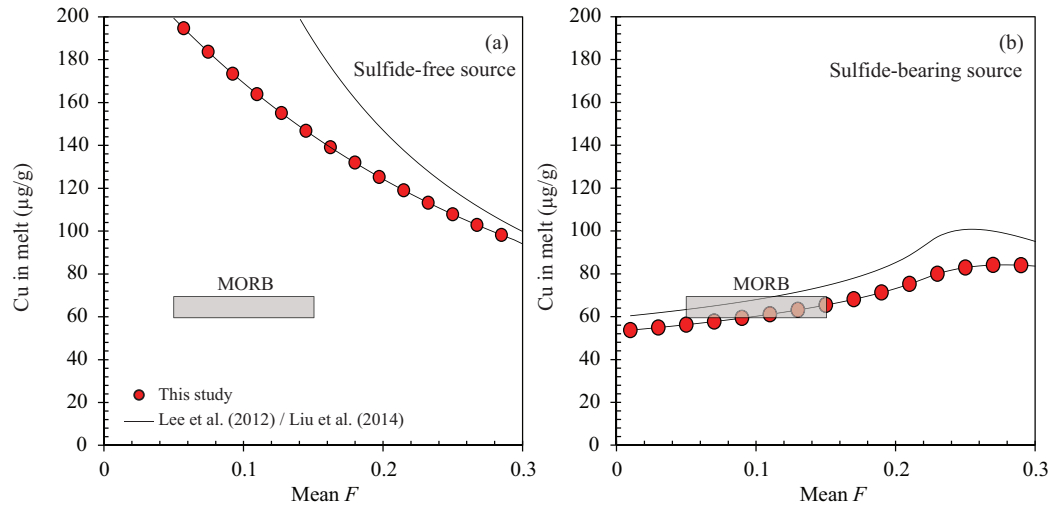 (a)
Sulfide-free source
Cu in melt (µg/g)
200
180
160
140
120
100
80
60
40
20
0
MORB
This study
Lee et al. (2012) / Liu et al. (2014)
0
0.1
0.2
0.3
Mean F
(b)
Sulfide-bearing source
Cu in melt (µg/g)
200
180
160
140
120
100
80
60
40
20
0
MORB
0
0.1
0.2
0.3
Mean F